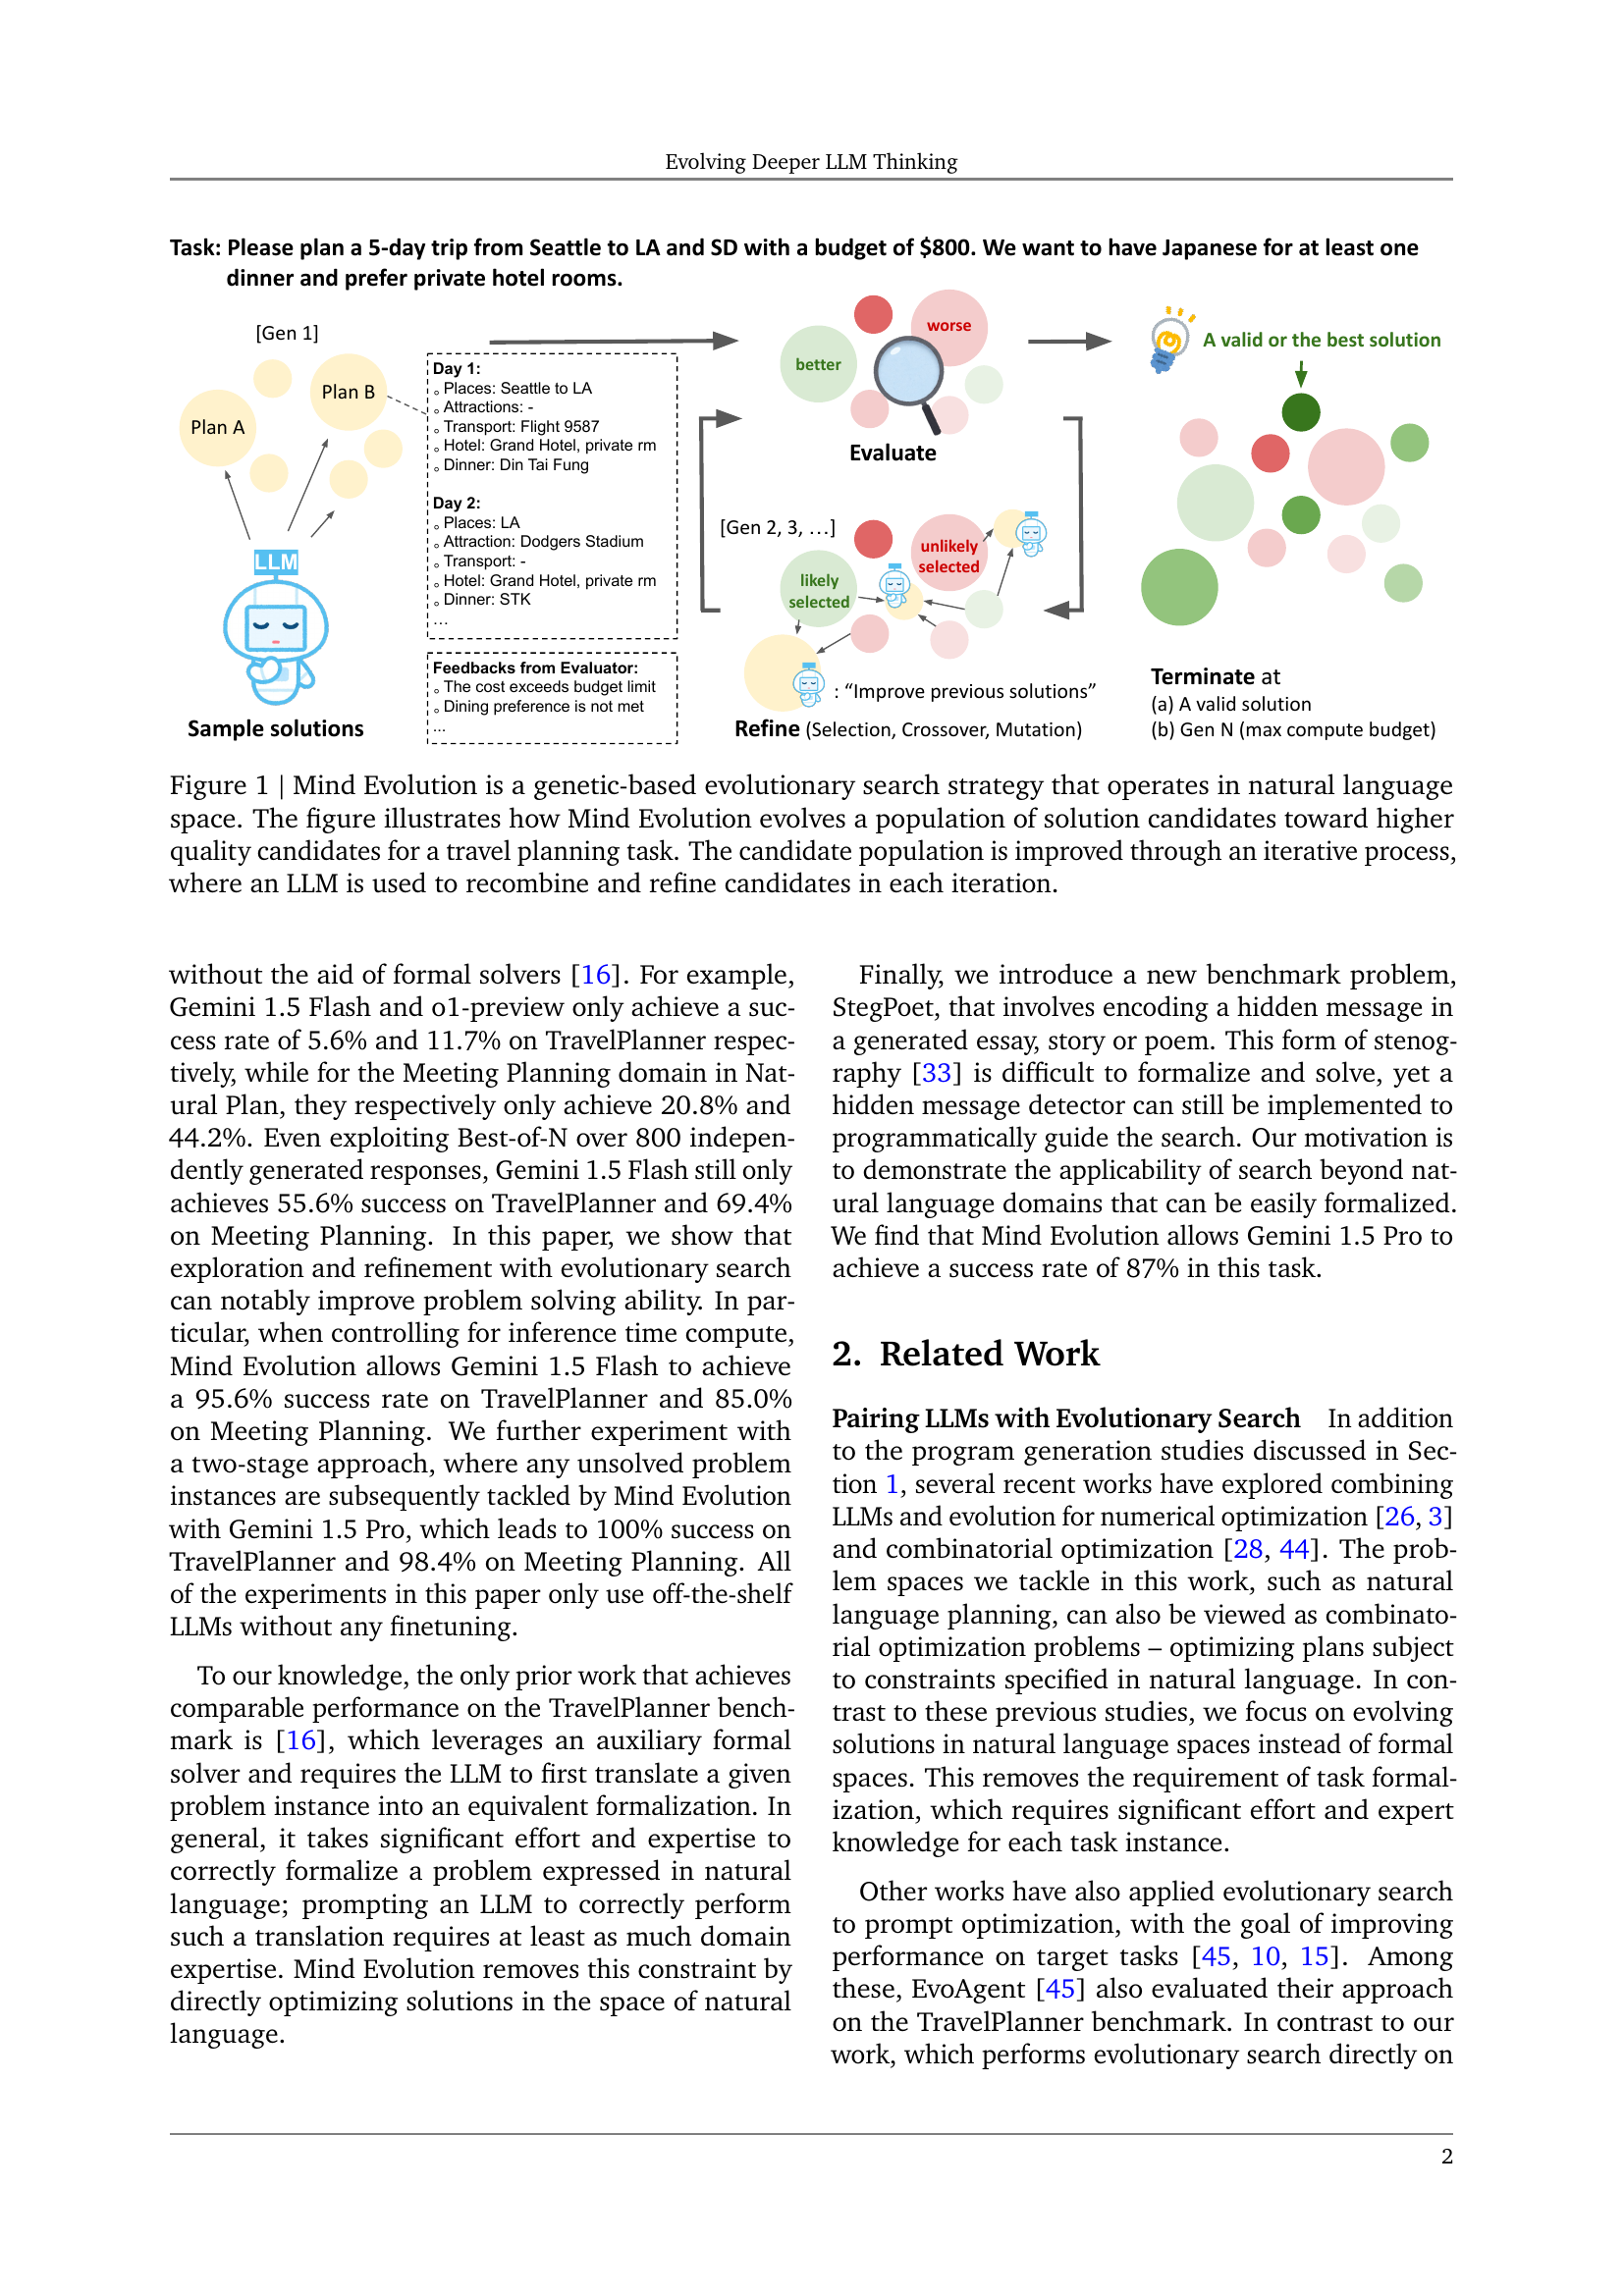 Evolving Deeper LLM Thinking
Task: Please plan a 5-day trip from Seattle to LA and SD with a budget of $800. We want to have Japanese for at least one
dinner and prefer private hotel rooms.
[Gen 1]
Plan A
Plan B
LLM
Sample solutions
Day 1:
Places: Seattle to LA
Attractions: -
Transport: Flight 9587
Hotel: Grand Hotel, private rm
Dinner: Din Tai Fung
Day 2:
Places: LA
Attraction: Dodgers Stadium
Transport: -
Hotel: Grand Hotel, private rm
Dinner: STK
...
Feedbacks from Evaluator:
The cost exceeds budget limit
Dining preference is not met
...
better
worse
Evaluate
[Gen 2, 3, …]
likely
selected
unlikely
selected
: “Improve previous solutions”
Refine (Selection, Crossover, Mutation)
A valid or the best solution
Terminate at
(a) A valid solution
(b) Gen N (max compute budget)
Figure 1 | Mind Evolution is a genetic-based evolutionary search strategy that operates in natural language
space. The figure illustrates how Mind Evolution evolves a population of solution candidates toward higher
quality candidates for a travel planning task. The candidate population is improved through an iterative process,
where an LLM is used to recombine and refine candidates in each iteration.
without the aid of formal solvers [16]. For example,
Gemini 1.5 Flash and o1-preview only achieve a suc-
cess rate of 5.6% and 11.7% on TravelPlanner respec-
tively, while for the Meeting Planning domain in Nat-
ural Plan, they respectively only achieve 20.8% and
44.2%. Even exploiting Best-of-N over 800 indepen-
dently generated responses, Gemini 1.5 Flash still only
achieves 55.6% success on TravelPlanner and 69.4%
on Meeting Planning. In this paper, we show that
exploration and refinement with evolutionary search
can notably improve problem solving ability. In par-
ticular, when controlling for inference time compute,
Mind Evolution allows Gemini 1.5 Flash to achieve
a 95.6% success rate on TravelPlanner and 85.0%
on Meeting Planning. We further experiment with
a two-stage approach, where any unsolved problem
instances are subsequently tackled by Mind Evolution
with Gemini 1.5 Pro, which leads to 100% success on
TravelPlanner and 98.4% on Meeting Planning. All
of the experiments in this paper only use off-the-shelf
LLMs without any finetuning.
To our knowledge, the only prior work that achieves
comparable performance on the TravelPlanner bench-
mark is [16], which leverages an auxiliary formal
solver and requires the LLM to first translate a given
problem instance into an equivalent formalization. In
general, it takes significant effort and expertise to
correctly formalize a problem expressed in natural
language; prompting an LLM to correctly perform
such a translation requires at least as much domain
expertise. Mind Evolution removes this constraint by
directly optimizing solutions in the space of natural
language.
Finally, we introduce a new benchmark problem,
StegPoet, that involves encoding a hidden message in
a generated essay, story or poem. This form of stenog-
raphy [33] is difficult to formalize and solve, yet a
hidden message detector can still be implemented to
programmatically guide the search. Our motivation is
to demonstrate the applicability of search beyond nat-
ural language domains that can be easily formalized.
We find that Mind Evolution allows Gemini 1.5 Pro to
achieve a success rate of 87% in this task.
2. Related Work
Pairing LLMs with Evolutionary Search In addition
to the program generation studies discussed in Sec-
tion 1, several recent works have explored combining
LLMs and evolution for numerical optimization [26, 3]
and combinatorial optimization [28, 44]. The prob-
lem spaces we tackle in this work, such as natural
language planning, can also be viewed as combinato-
rial optimization problems – optimizing plans subject
to constraints specified in natural language. In con-
trast to these previous studies, we focus on evolving
solutions in natural language spaces instead of formal
spaces. This removes the requirement of task formal-
ization, which requires significant effort and expert
knowledge for each task instance.
Other works have also applied evolutionary search
to prompt optimization, with the goal of improving
performance on target tasks [45, 10, 15]. Among
these, EvoAgent [45] also evaluated their approach
on the TravelPlanner benchmark. In contrast to our
work, which performs evolutionary search directly on
2